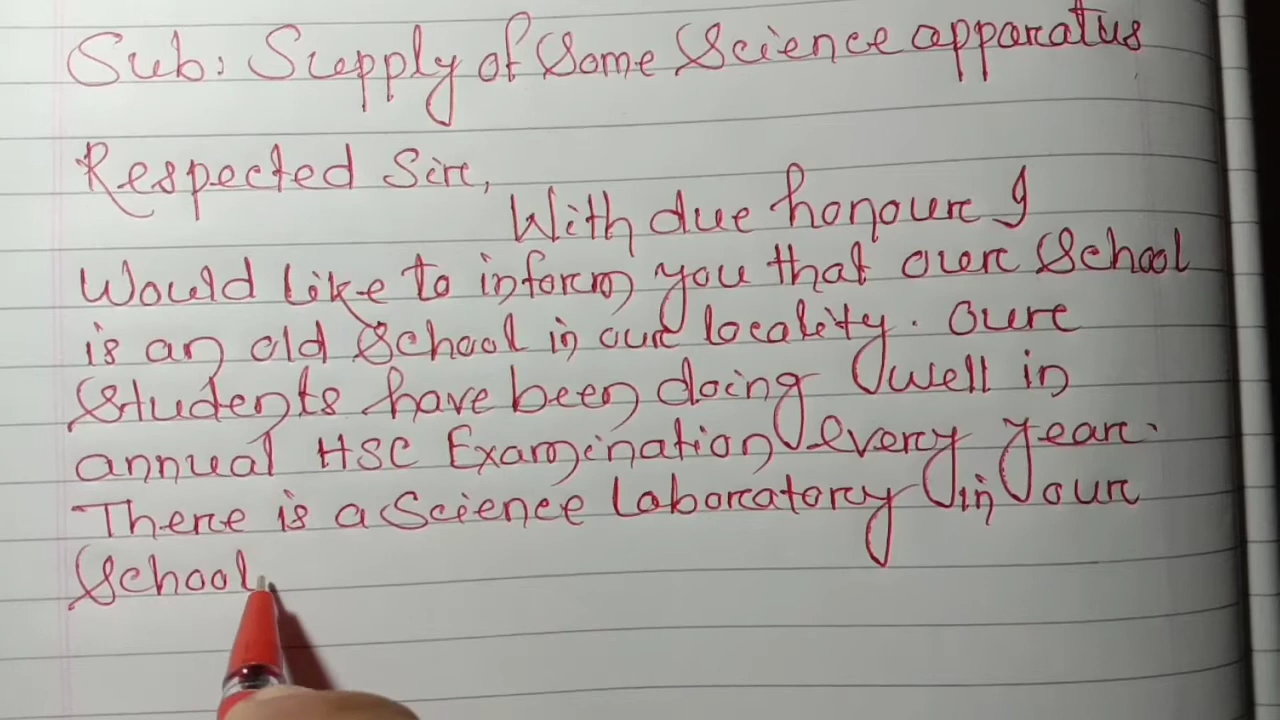 Sub: Supply of Some Science apparatus
Respected Sir,
With due honour I
Would like to inform you that our School
is an old School in our locality. Our
Students have been doing well in
annual HSC Examination every year.
There is a Science Laboratory in our
School